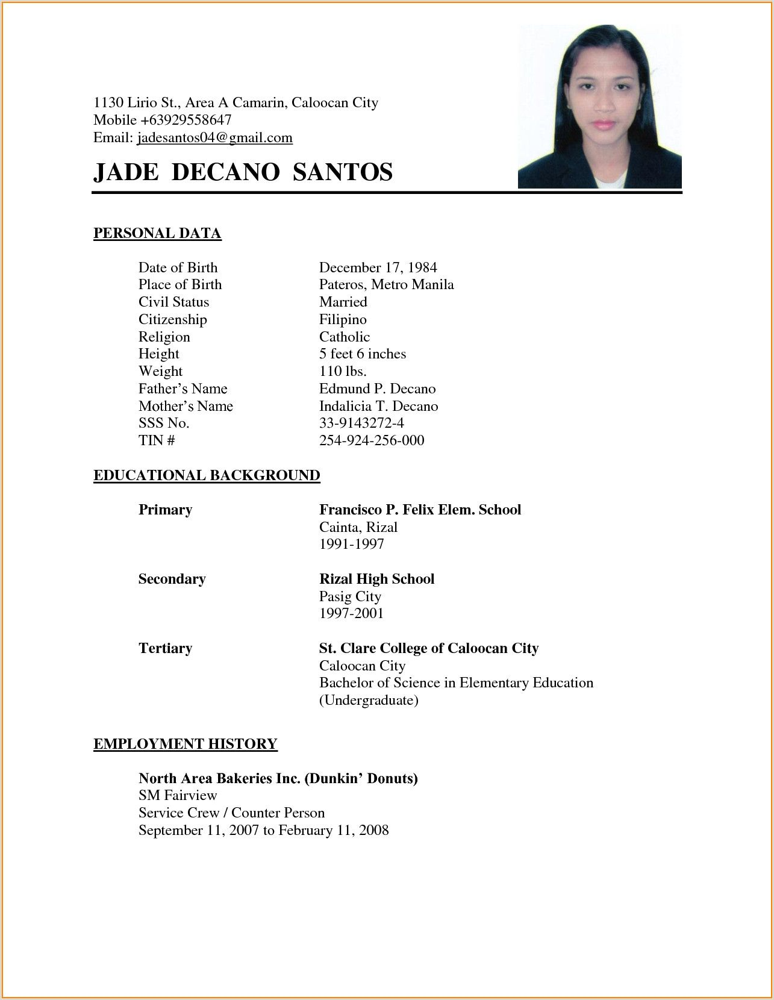 1130 Lirio St., Area A Camarin, Caloocan City
Mobile +63929558647
Email: jadesantos04@gmail.com
JADE DECANO SANTOS
PERSONAL DATA
Date of Birth December 17, 1984
Place of Birth Pateros, Metro Manila
Civil Status Married
Citizenship Filipino
Religion Catholic
Height 5 feet 6 inches
Weight 110 lbs.
Father’s Name Edmund P. Decano
Mother’s Name Indalicia T. Decano
SSS No. 33-9143272-4
TIN # 254-924-256-000
EDUCATIONAL BACKGROUND
Primary Francisco P. Felix Elem. School
Cainta, Rizal
1991-1997
Secondary Rizal High School
Pasig City
1997-2001
Tertiary St. Clare College of Caloocan City
Caloocan City
Bachelor of Science in Elementary Education
(Undergraduate)
EMPLOYMENT HISTORY
North Area Bakeries Inc. (Dunkin’ Donuts)
SM Fairview
Service Crew / Counter Person
September 11, 2007 to February 11, 2008